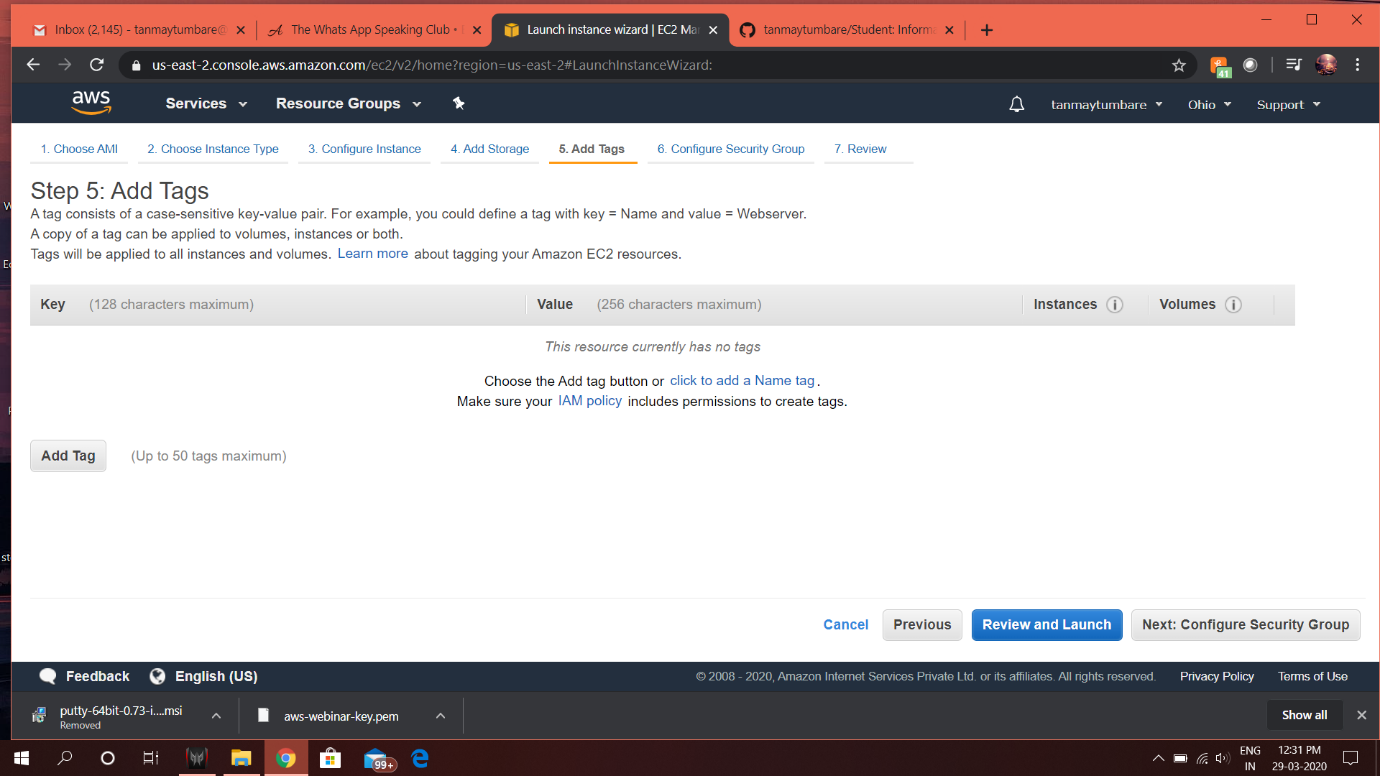 Inbox (2,145) - tanmaytumbare@
The Whats App Speaking Club •
Launch instance wizard | EC2 Ma
tanmaytumbare/Student: Informa
us-east-2.console.aws.amazon.com/ec2/v2/home?region=us-east-2#LaunchInstanceWizard:
41
aws
Services
Resource Groups
tanmaytumbare
Ohio
Support
1. Choose AMI
2. Choose Instance Type
3. Configure Instance
4. Add Storage
5. Add Tags
6. Configure Security Group
7. Review
Step 5: Add Tags
A tag consists of a case-sensitive key-value pair. For example, you could define a tag with key = Name and value = Webserver.
A copy of a tag can be applied to volumes, instances or both.
Tags will be applied to all instances and volumes. Learn more about tagging your Amazon EC2 resources.
Key (128 characters maximum)
Value (256 characters maximum)
Instances
Volumes
This resource currently has no tags
Choose the Add tag button or click to add a Name tag.
Make sure your IAM policy includes permissions to create tags.
Add Tag
(Up to 50 tags maximum)
Cancel
Previous
Review and Launch
Next: Configure Security Group
Feedback
English (US)
© 2008 - 2020, Amazon Internet Services Private Ltd. or its affiliates. All rights reserved.
Privacy Policy
Terms of Use
putty-64bit-0.73-i....msi
Removed
aws-webinar-key.pem
Show all
99+
ENG
IN
12:31 PM
29-03-2020